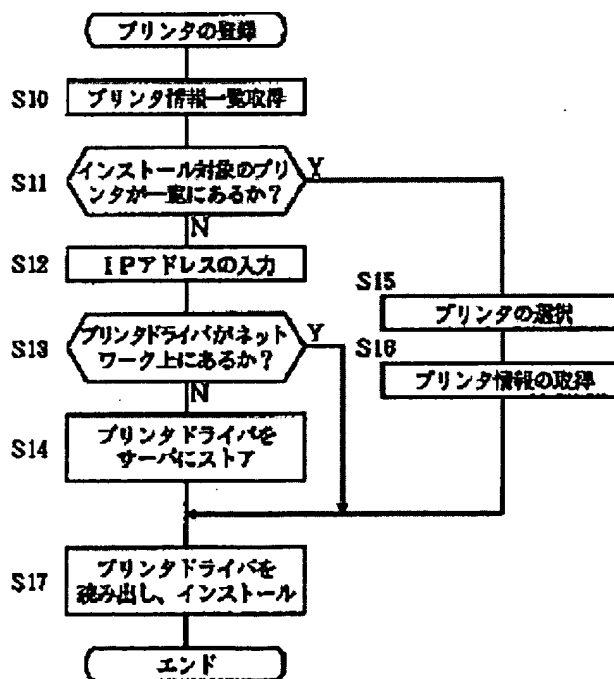 プリンタの登録
S10
プリンタ情報一覧取得
S11
インストール対象のプリ
ンタが一覧にあるか?
Y
N
S12
IPアドレスの入力
S13
プリンタドライバがネット
ワーク上にあるか?
Y
N
S14
プリンタドライバを
サーバにストア
S15
プリンタの選択
S16
プリンタ情報の取得
S17
プリンタドライバを
読み出し、インストール
エンド